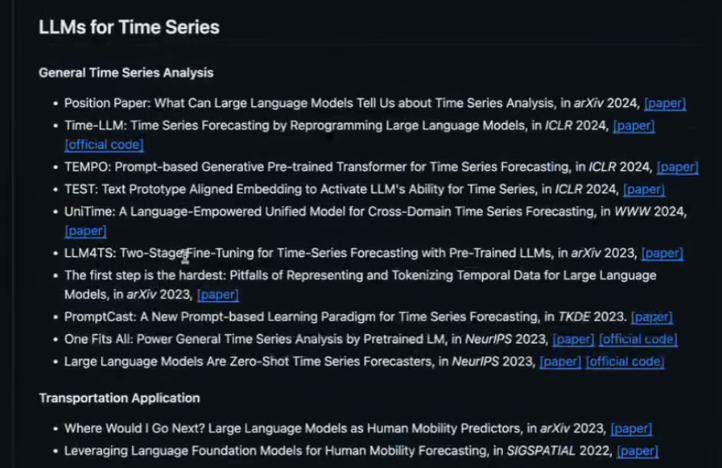 LLMs for Time Series
General Time Series Analysis
• Position Paper: What Can Large Language Models Tell Us about Time Series Analysis, in arXiv 2024, [paper]
• Time-LLM: Time Series Forecasting by Reprogramming Large Language Models, in ICLR 2024, [paper]
[official code]
• TEMPO: Prompt-based Generative Pre-trained Transformer for Time Series Forecasting, in ICLR 2024, [paper]
• TEST: Text Prototype Aligned Embedding to Activate LLM's Ability for Time Series, in ICLR 2024, [paper]
• UniTime: A Language-Empowered Unified Model for Cross-Domain Time Series Forecasting, in WWW 2024,
[paper]
• LLM4TS: Two-Stage Fine-Tuning for Time-Series Forecasting with Pre-Trained LLMs, in arXiv 2023, [paper]
• The first step is the hardest: Pitfalls of Representing and Tokenizing Temporal Data for Large Language
Models, in arXiv 2023, [paper]
• PromptCast: A New Prompt-based Learning Paradigm for Time Series Forecasting, in TKDE 2023. [paper]
• One Fits All: Power General Time Series Analysis by Pretrained LM, in NeurIPS 2023, [paper] [official code]
• Large Language Models Are Zero-Shot Time Series Forecasters, in NeurIPS 2023, [paper] [official code]
Transportation Application
• Where Would I Go Next? Large Language Models as Human Mobility Predictors, in arXiv 2023, [paper]
• Leveraging Language Foundation Models for Human Mobility Forecasting, in SIGSPATIAL 2022, [paper]